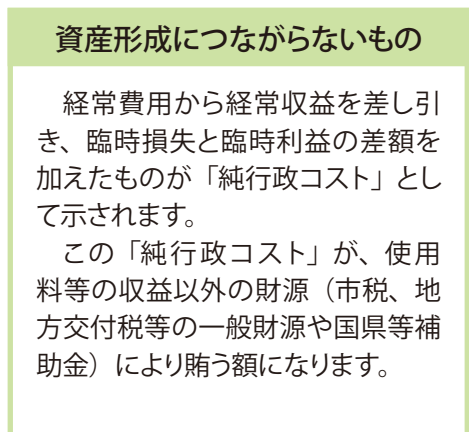 資産形成につながらないもの
　経常費用から経常収益を差し引
き、臨時損失と臨時利益の差額を
加えたものが「純行政コスト」とし
て示されます。
　この「純行政コスト」が、使用
料等の収益以外の財源（市税、地
方交付税等の一般財源や国県等補
助金）により賄う額になります。